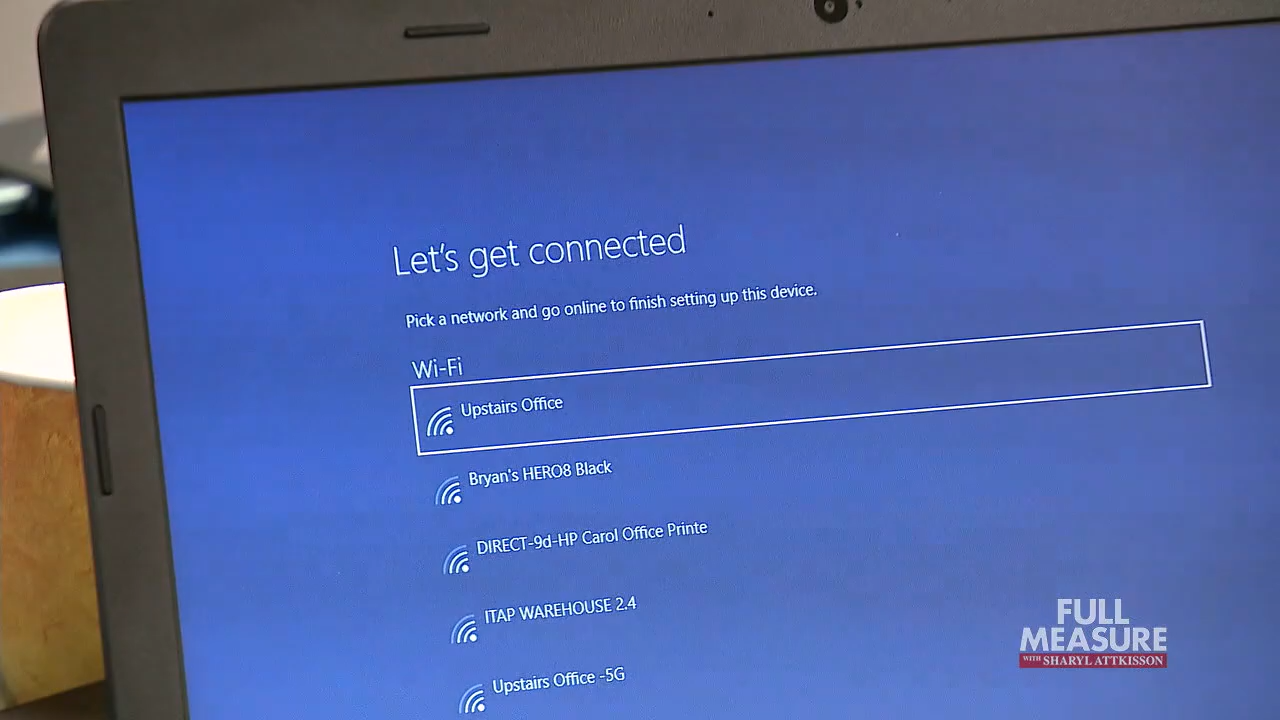 Let's get connected
Pick a network and go online to finish setting up this device.
Wi-Fi
Upstairs Office
Bryan's HERO8 Black
DIRECT-9d-HP Carol Office Printe
ITAP WAREHOUSE 2.4
Upstairs Office -5G
FULL
MEASURE
WITH SHARYL ATTKISSON